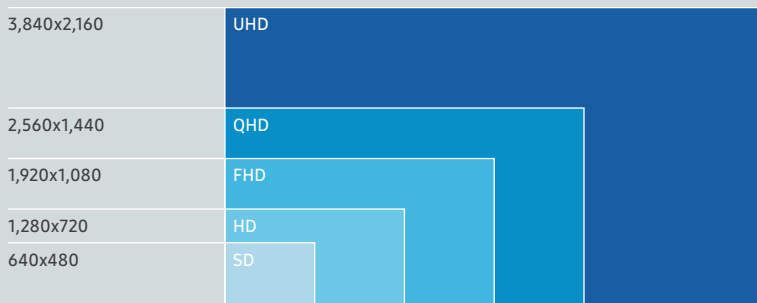 3,840x2,160 UHD
2,560x1,440 QHD
1,920x1,080 FHD
1,280x720 HD
640x480 SD